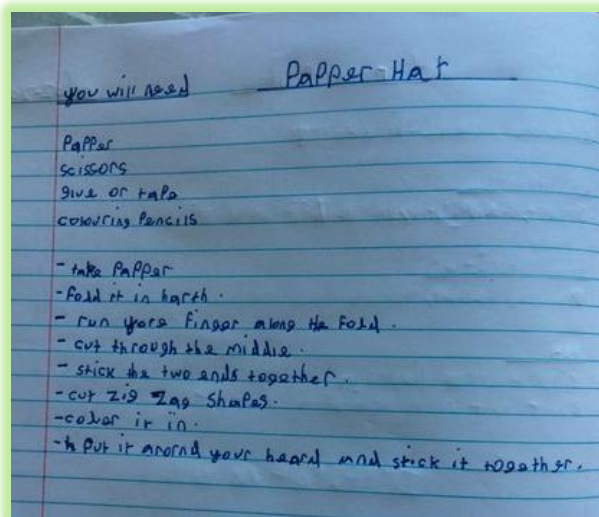 Papper Hat
you will need
Papper
scissors
glue or tape
colouring Pencils
- take Papper
- Fold it in harth.
- run yore finger along the Fold.
- cut through the middle.
- stick the two ends together.
- cut zig zag shapes.
- coler it in.
- put it arornd your heard and stick it together.